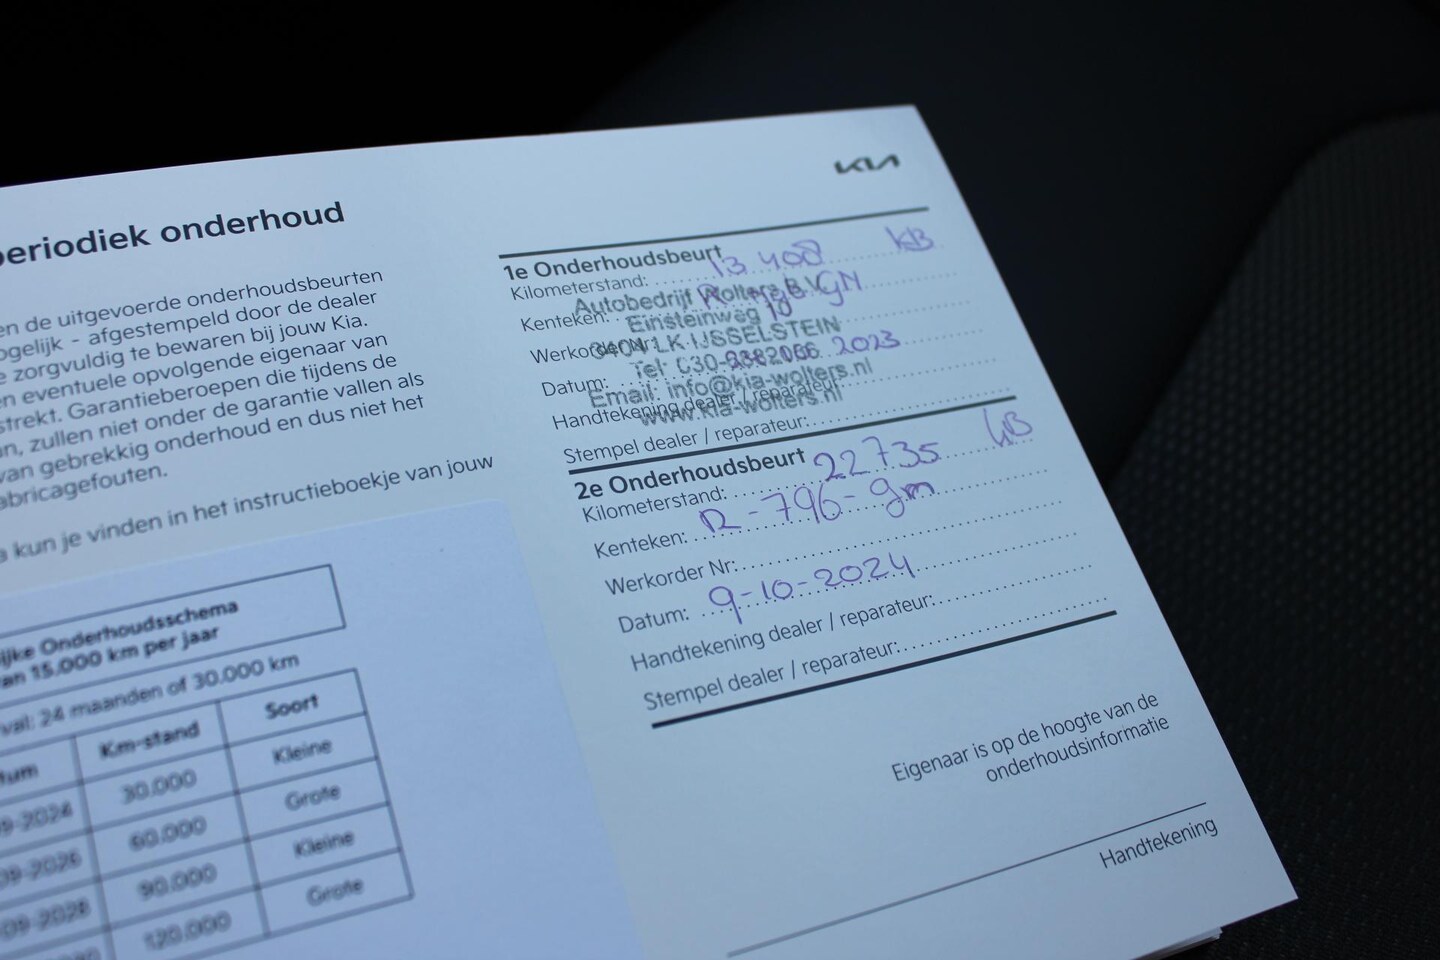 KIA
periodiek onderhoud
en de uitgevoerde onderhoudsbeurten
ogelijk - afgestempeld door de dealer
e zorgvuldig te bewaren bij jouw Kia.
en eventuele opvolgende eigenaar van
strekt. Garantieberoepen die tijdens de
n, zullen niet onder de garantie vallen als
van gebrekkig onderhoud en dus niet het
abricagefouten.
a kun je vinden in het instructieboekje van jouw
ijke Onderhoudsschema
an 15.000 km per jaar
val: 24 maanden of 30.000 km
tum Km-stand Soort
09-2024 30.000 Kleine
09-2026 60.000 Grote
09-2028 90.000 Kleine
120.000 Grote
1e Onderhoudsbeurt
Kilometerstand: 13 408 KB
Autobedrijf Wolters B.V.
Kenteken: GN
Einsteinweg 10
Werkorder Nr:
3404 LK IJSSELSTEIN
Datum: 2023
Tel: 030-
Email: info@kia-wolters.nl
Handtekening dealer / reparateur:
www.kia-wolters.nl
Stempel dealer / reparateur:
2e Onderhoudsbeurt
Kilometerstand: 22735 KB
Kenteken: R-796-gm
Werkorder Nr:
Datum: 9-10-2024
Handtekening dealer / reparateur:
Stempel dealer / reparateur:
Eigenaar is op de hoogte van de
onderhoudsinformatie
Handtekening